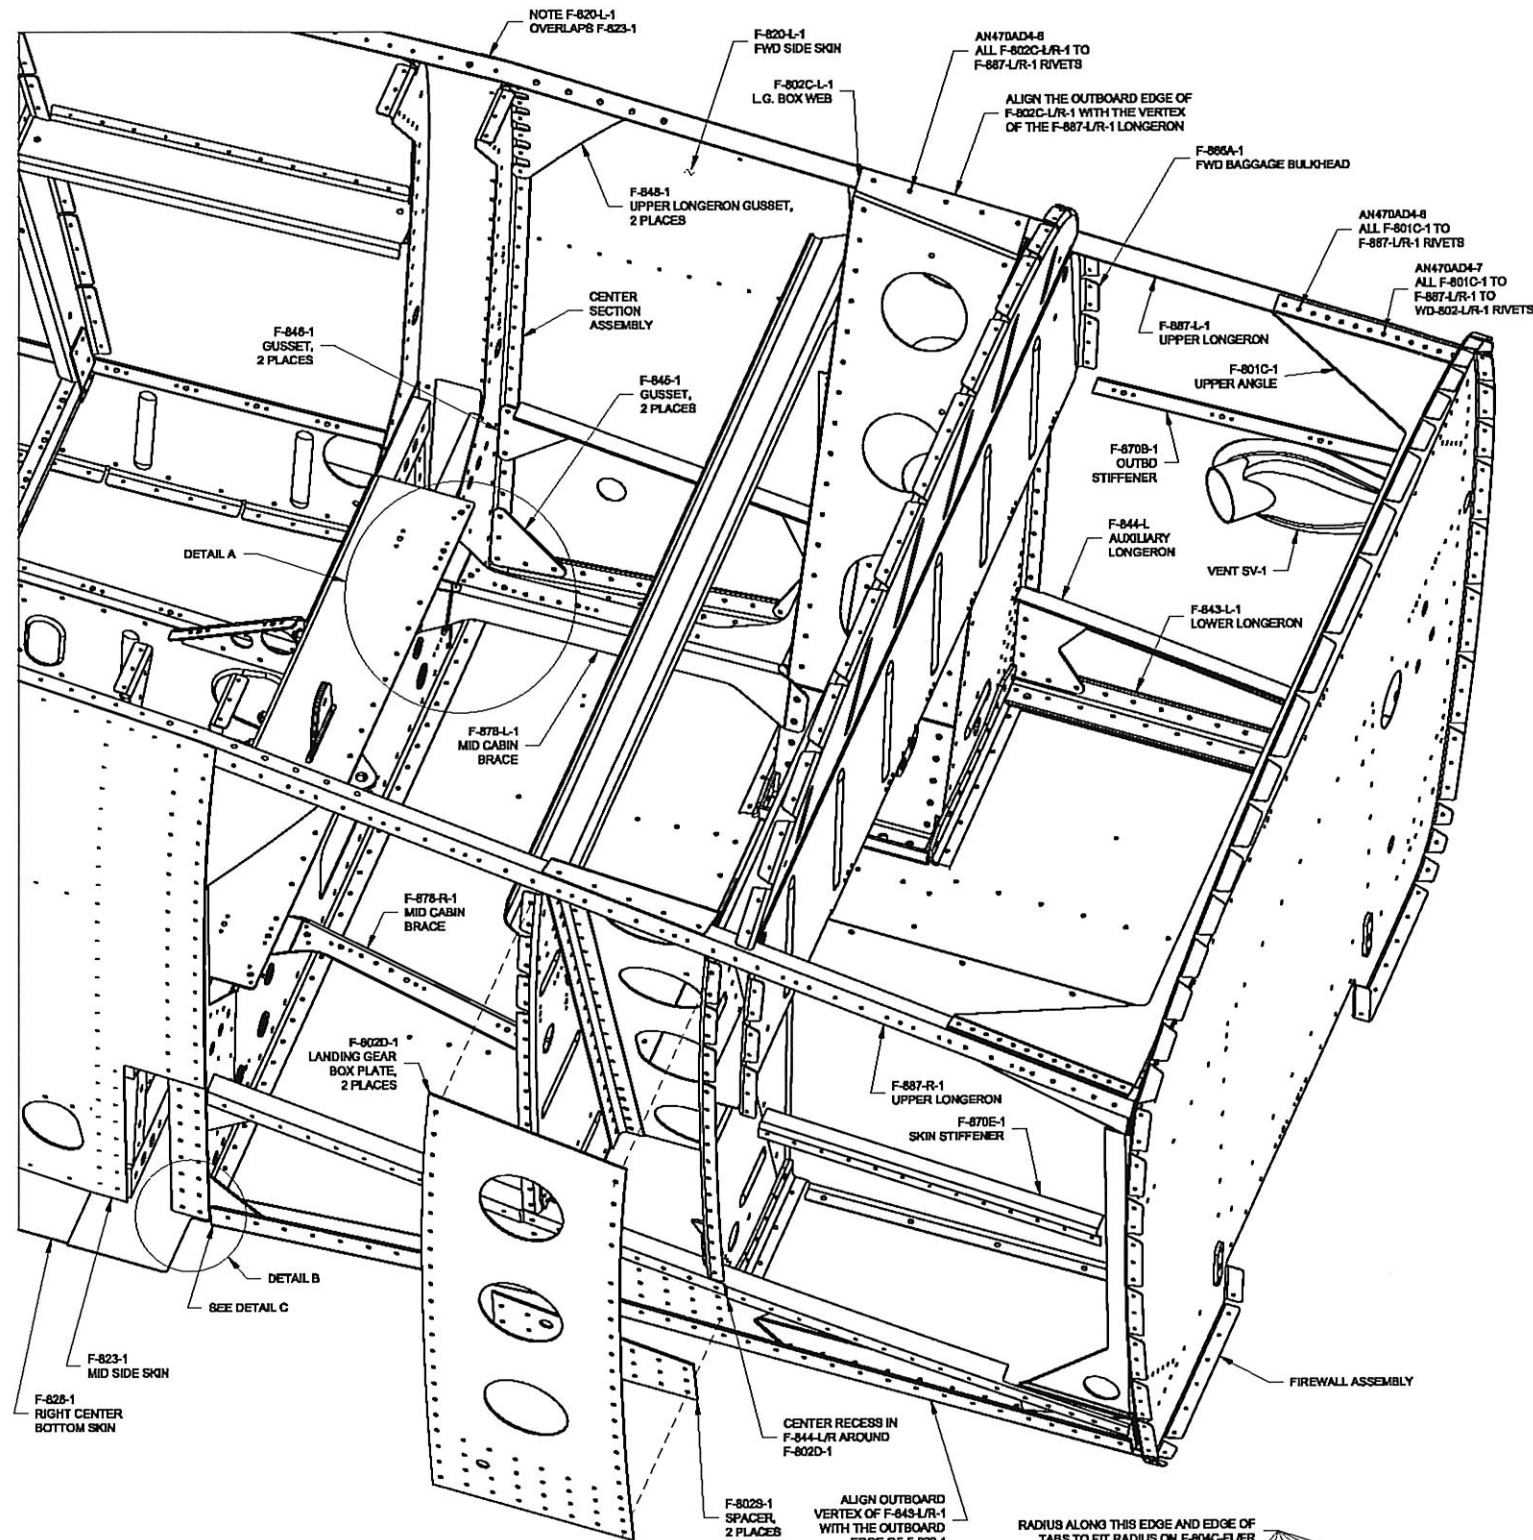 NOTE F-820-L-1
OVERLAPS F-823-1
F-820-L-1
FWD SIDE SKIN
F-802C-L-1
L.G. BOX WEB
AN470AD4-6
ALL F-802C-L/R-1 TO
F-887-L/R-1 RIVETS
ALIGN THE OUTBOARD EDGE OF
F-802C-L/R-1 WITH THE VERTEX
OF THE F-887-L/R-1 LONGERON
F-866A-1
FWD BAGGAGE BULKHEAD
AN470AD4-6
ALL F-801C-1 TO
F-887-L/R-1 RIVETS
AN470AD4-7
ALL F-801C-1 TO
F-887-L/R-1 TO
WD-802-L/R-1 RIVETS
F-848-1
UPPER LONGERON GUSSET,
2 PLACES
CENTER
SECTION
ASSEMBLY
F-846-1
GUSSET,
2 PLACES
F-845-1
GUSSET,
2 PLACES
F-887-L-1
UPPER LONGERON
F-801C-1
UPPER ANGLE
F-870B-1
OUTBD
STIFFENER
F-844-L
AUXILIARY
LONGERON
VENT SV-1
DETAIL A
F-843-L-1
LOWER LONGERON
F-878-L-1
MID CABIN
BRACE
F-878-R-1
MID CABIN
BRACE
F-802D-1
LANDING GEAR
BOX PLATE,
2 PLACES
F-887-R-1
UPPER LONGERON
F-870E-1
SKIN STIFFENER
DETAIL B
SEE DETAIL C
F-823-1
MID SIDE SKIN
F-828-1
RIGHT CENTER
BOTTOM SKIN
FIREWALL ASSEMBLY
CENTER RECESS IN
F-844-L/R AROUND
F-802D-1
F-802S-1
SPACER,
2 PLACES
ALIGN OUTBOARD
VERTEX OF F-843-L/R-1
WITH THE OUTBOARD
RADIUS ALONG THIS EDGE AND EDGE OF